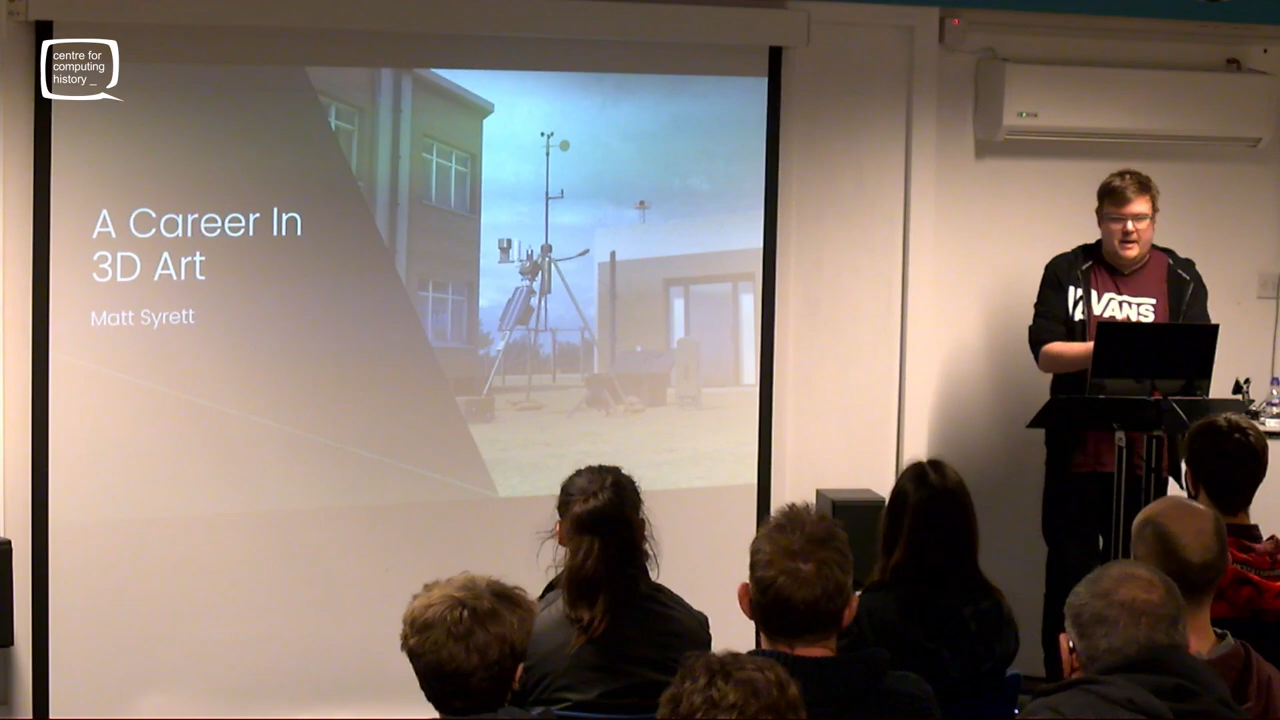 centre for
computing
history _
A Career In
3D Art
Matt Syrett
VANS